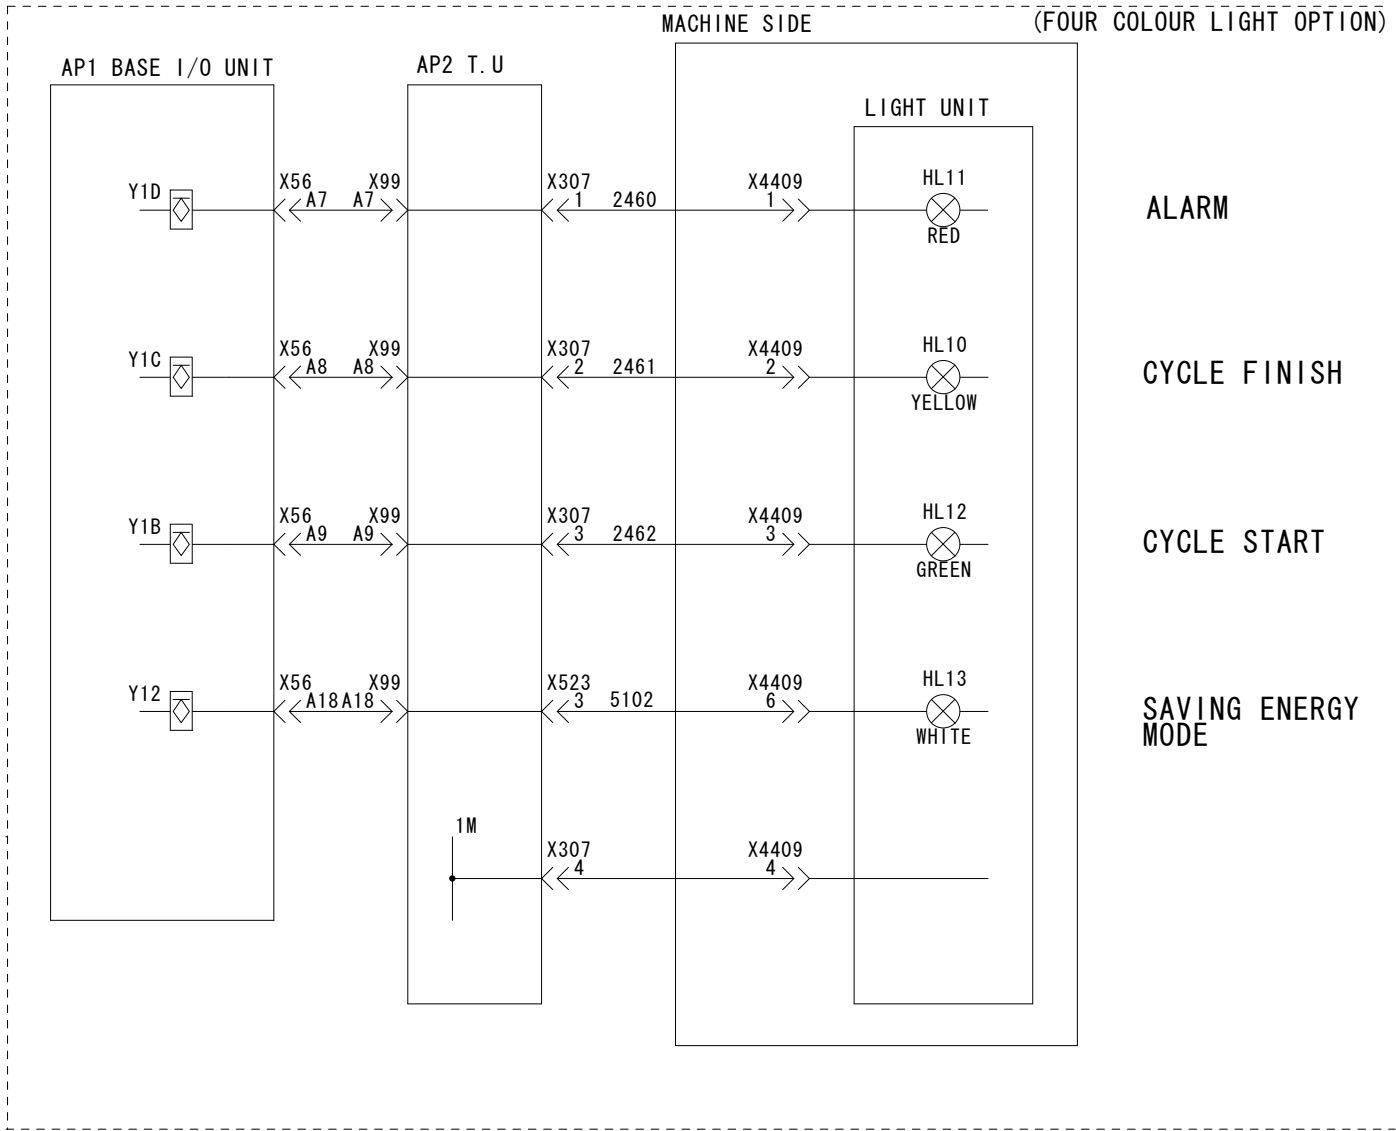 MACHINE SIDE
(FOUR COLOUR LIGHT OPTION)
AP1 BASE I/O UNIT
AP2 T.U
LIGHT UNIT
Y1D
X56
A7
X99
A7
X307
1
2460
X4409
1
HL11
RED
ALARM
Y1C
X56
A8
X99
A8
X307
2
2461
X4409
2
HL10
YELLOW
CYCLE FINISH
Y1B
X56
A9
X99
A9
X307
3
2462
X4409
3
HL12
GREEN
CYCLE START
Y12
X56
A18
X99
A18
X523
3
5102
X4409
6
HL13
WHITE
SAVING ENERGY
MODE
1M
X307
4
X4409
4